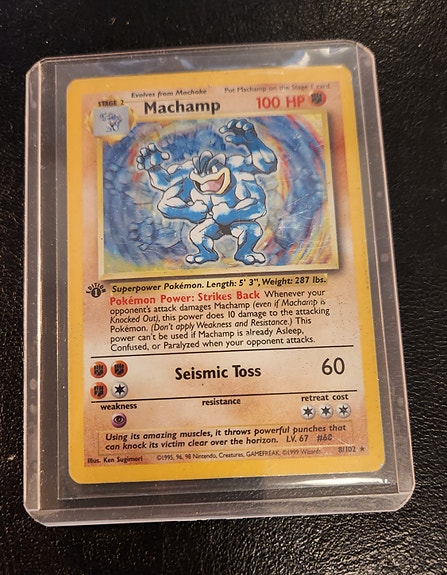 Evolves from Machoke
Put Machamp on the Stage 1 card
STAGE 2
Machamp
100 HP
EDITION
1
Superpower Pokémon. Length: 5' 3", Weight: 287 lbs.
Pokémon Power: Strikes Back Whenever your
opponent's attack damages Machamp (even if Machamp is
Knocked Out), this power does 10 damage to the attacking
Pokémon. (Don't apply Weakness and Resistance.) This
power can't be used if Machamp is already Asleep,
Confused, or Paralyzed when your opponent attacks.
Seismic Toss 60
weakness resistance retreat cost
Using its amazing muscles, it throws powerful punches that
can knock its victim clear over the horizon. LV. 67 #68
Illus. Ken Sugimori ©1995, 96, 98 Nintendo, Creatures, GAMEFREAK. ©1999 Wizards. 8/102 ★